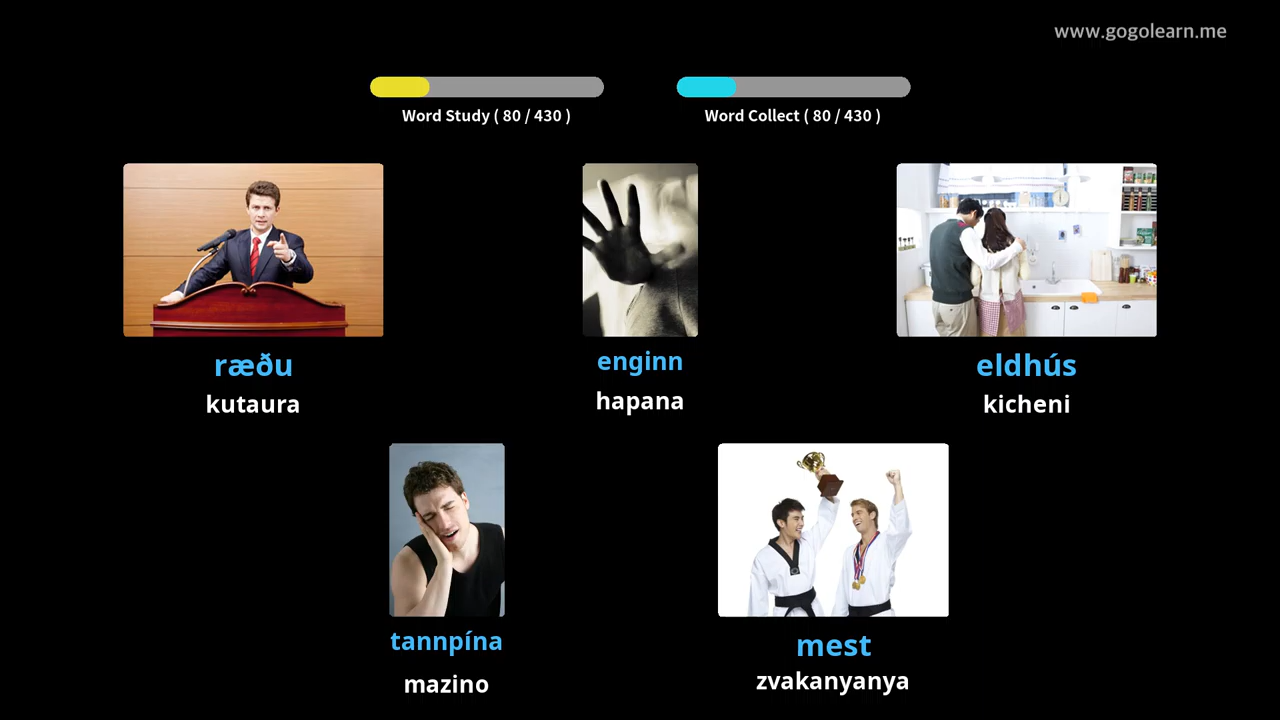 www.gogolearn.me
Word Study ( 80 / 430 )
Word Collect ( 80 / 430 )
ræðu
kutaura
enginn
hapana
eldhús
kicheni
tannpína
mazino
mest
zvakanyanya